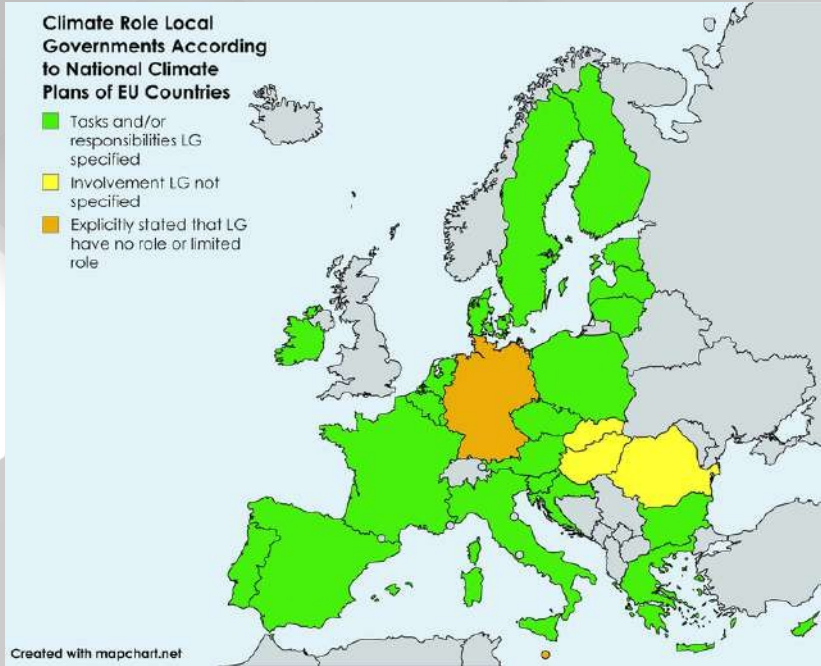 Climate Role Local
Governments According
to National Climate
Plans of EU Countries
Tasks and/or
responsibilities LG
specified
Involvement LG not
specified
Explicitly stated that LG
have no role or limited
role
Created with mapchart.net